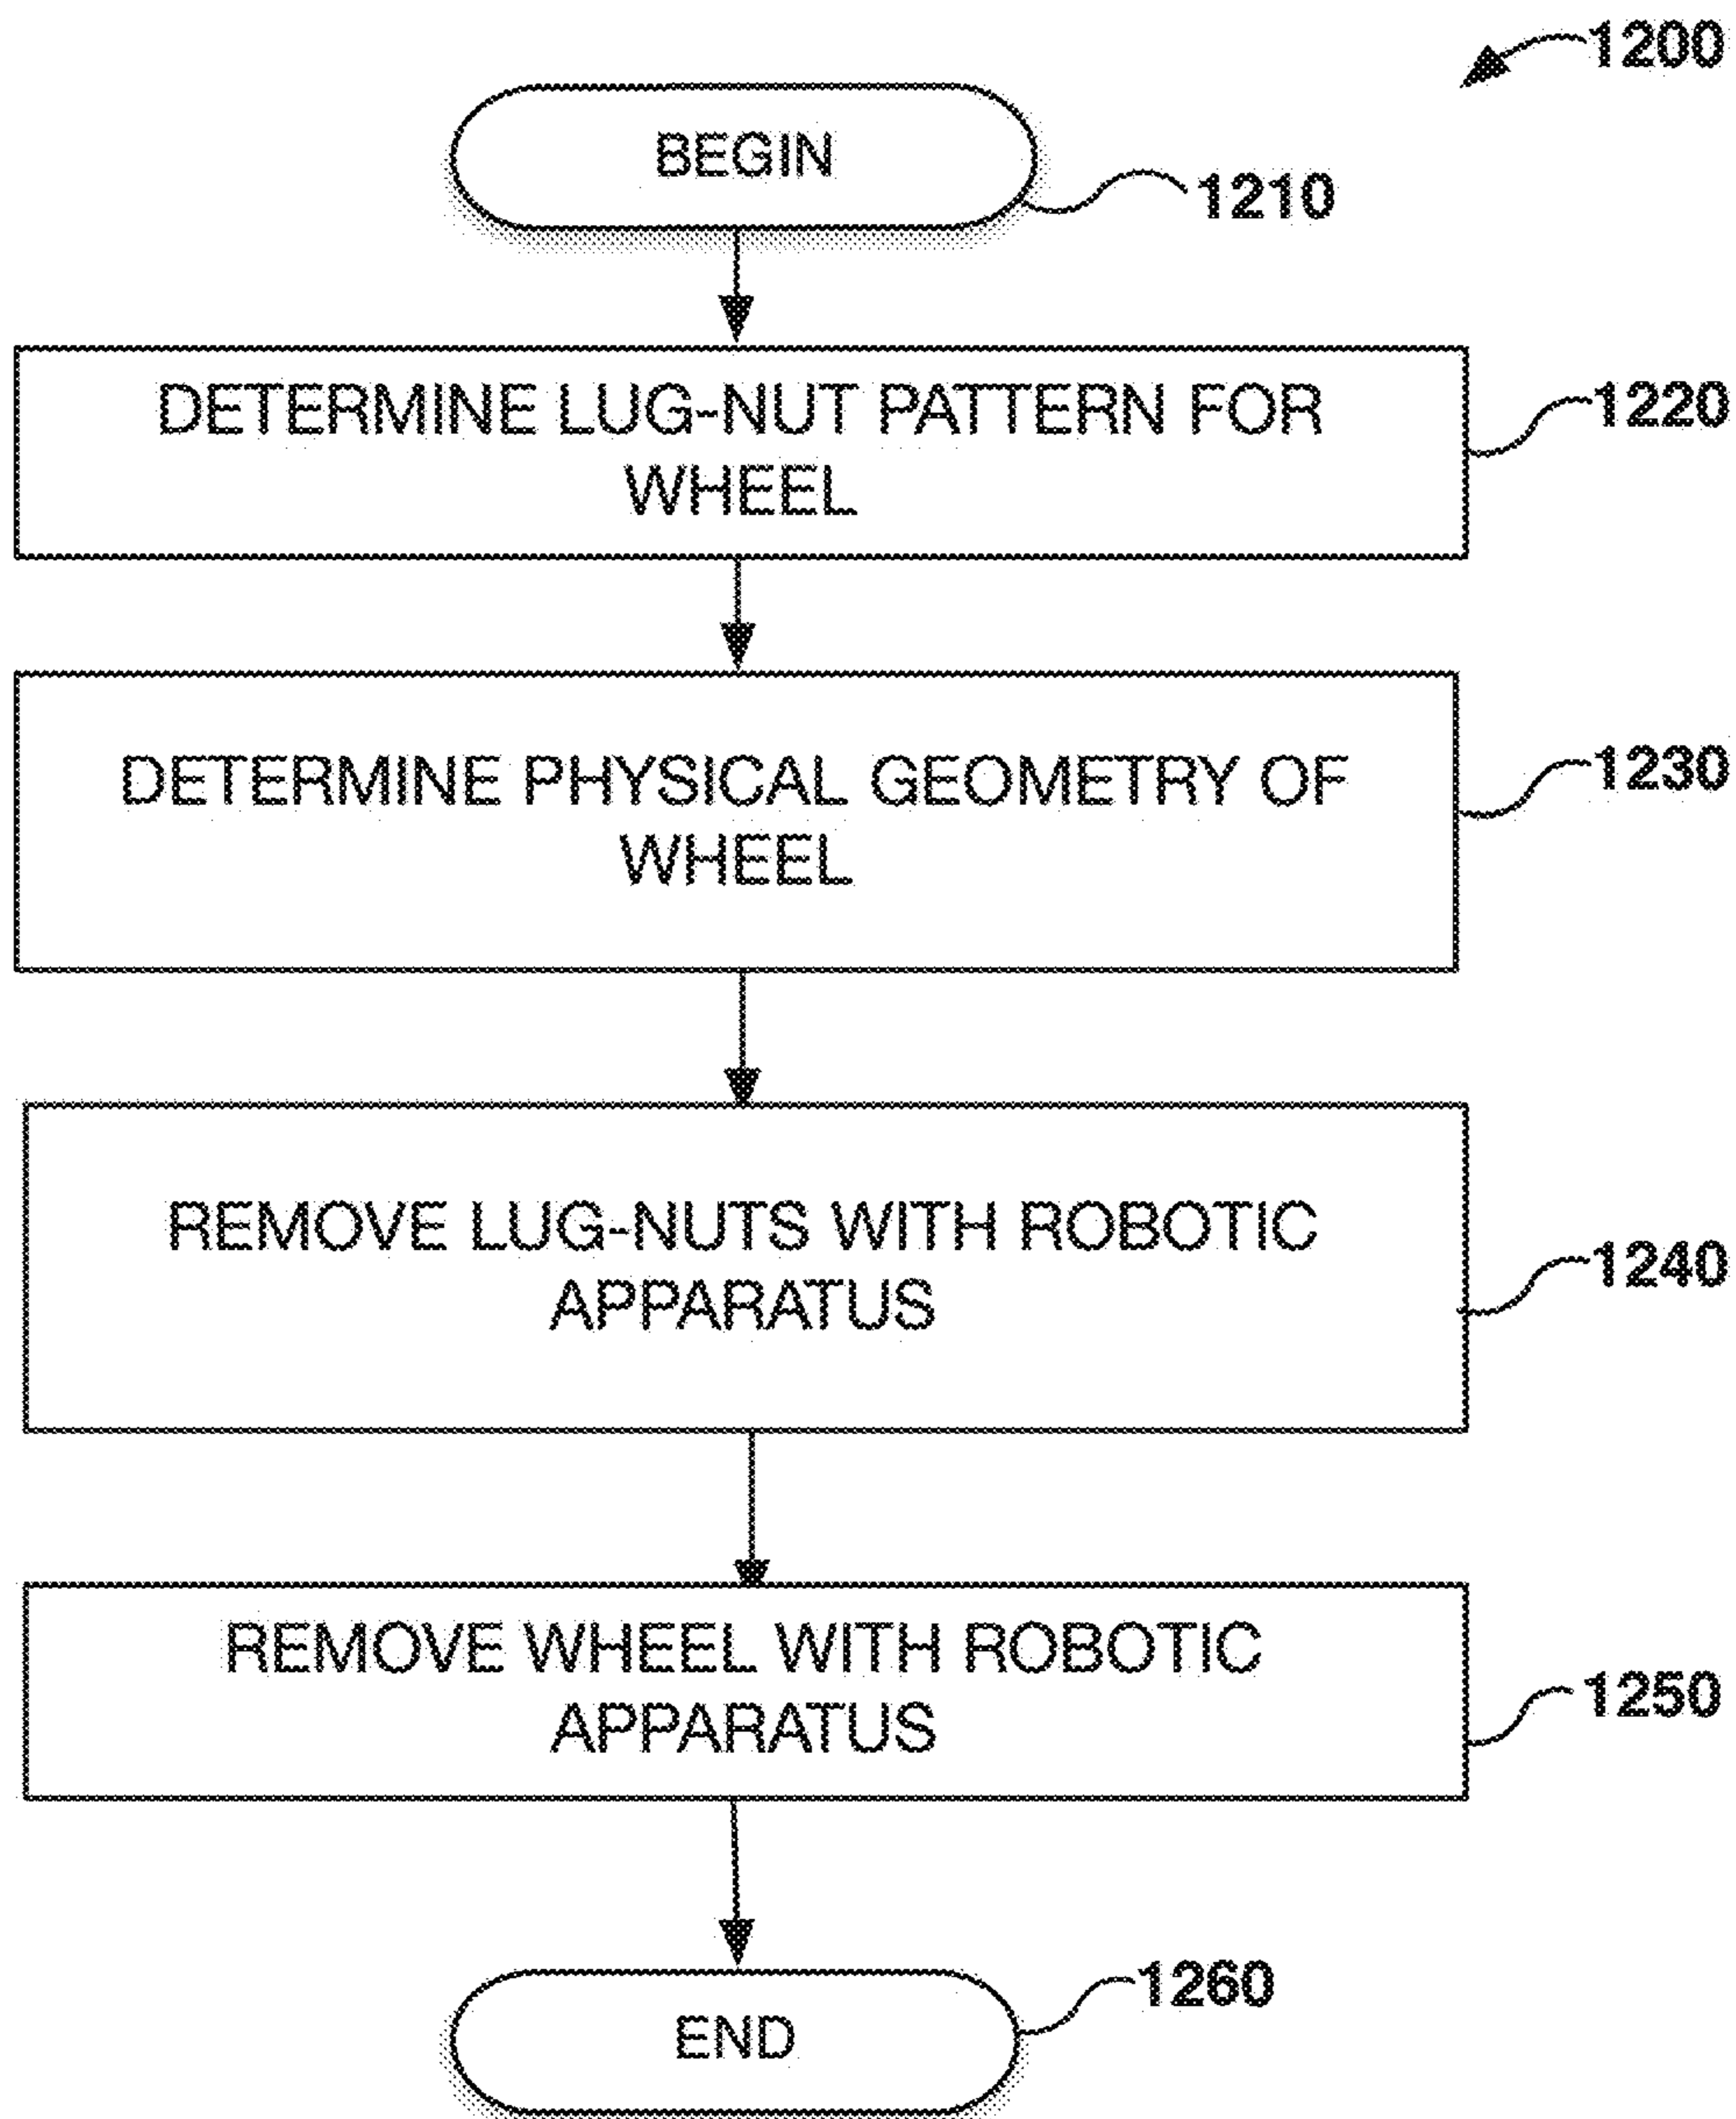 1200
BEGIN
1210
DETERMINE LUG-NUT PATTERN FOR
WHEEL
1220
DETERMINE PHYSICAL GEOMETRY OF
WHEEL
1230
REMOVE LUG-NUTS WITH ROBOTIC
APPARATUS
1240
REMOVE WHEEL WITH ROBOTIC
APPARATUS
1250
END
1260